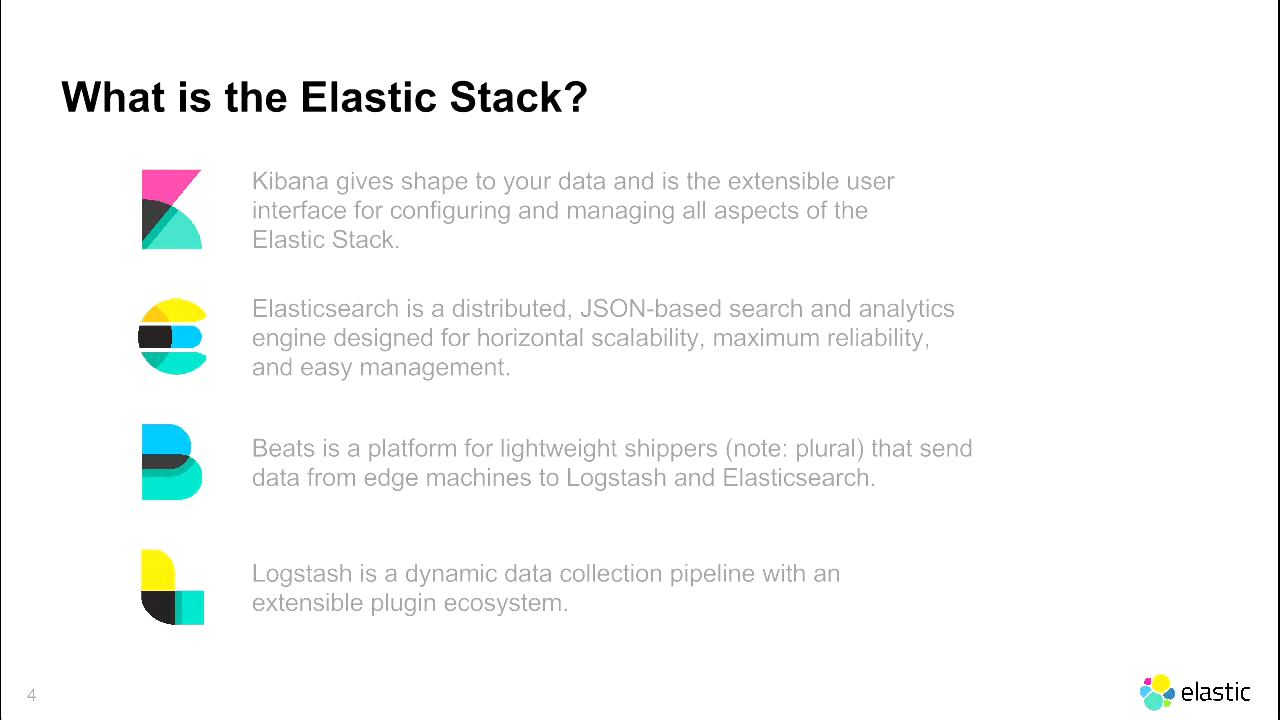 What is the Elastic Stack?
Kibana gives shape to your data and is the extensible user
interface for configuring and managing all aspects of the
Elastic Stack.
Elasticsearch is a distributed, JSON-based search and analytics
engine designed for horizontal scalability, maximum reliability,
and easy management.
Beats is a platform for lightweight shippers (note: plural) that send
data from edge machines to Logstash and Elasticsearch.
Logstash is a dynamic data collection pipeline with an
extensible plugin ecosystem.
4
elastic